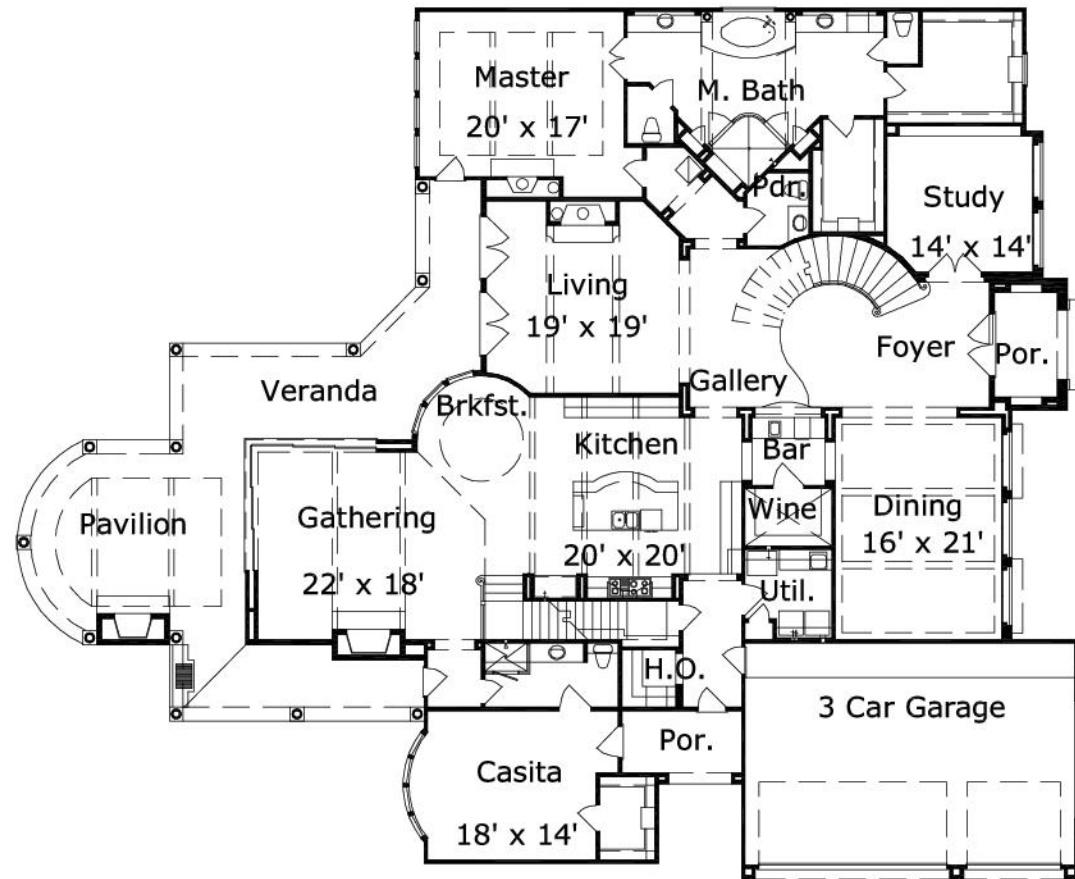 Master
20' x 17'
M. Bath
Pdr.
Study
14' x 14'
Living
19' x 19'
Foyer
Por.
Gallery
Veranda
Brkfst.
Kitchen
20' x 20'
Bar
Wine
Dining
16' x 21'
Pavilion
Gathering
22' x 18'
Util.
H.O.
3 Car Garage
Por.
Casita
18' x 14'